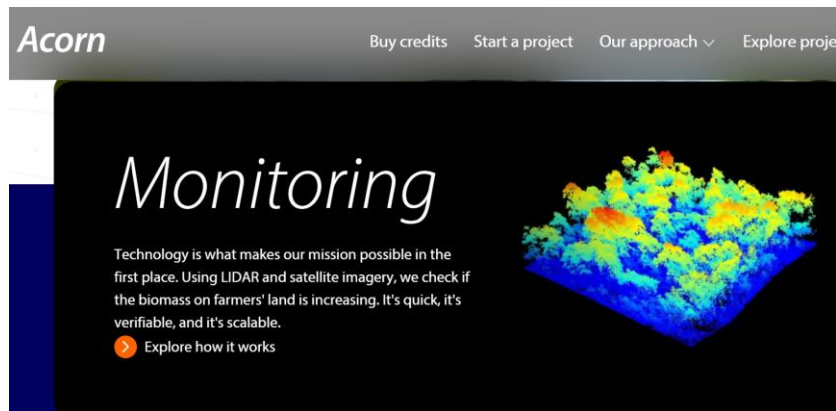 Acorn
Buy credits Start a project Our approach Explore proje
Monitoring
Technology is what makes our mission possible in the
first place. Using LIDAR and satellite imagery, we check if
the biomass on farmers' land is increasing. It's quick, it's
verifiable, and it's scalable.
Explore how it works